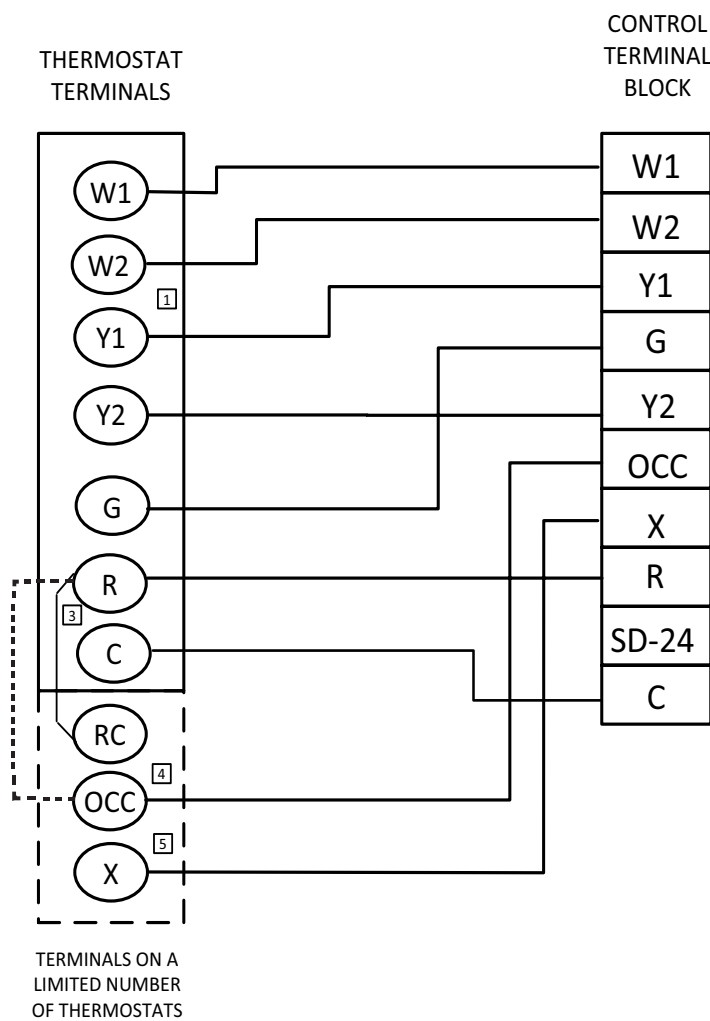 CONTROL
TERMINAL
BLOCK
THERMOSTAT
TERMINALS
W1
W2
1
Y1
Y2
G
R
3
C
RC
4
OCC
5
X
TERMINALS ON A
LIMITED NUMBER
OF THERMOSTATS
W1
W2
Y1
G
Y2
OCC
X
R
SD-24
C